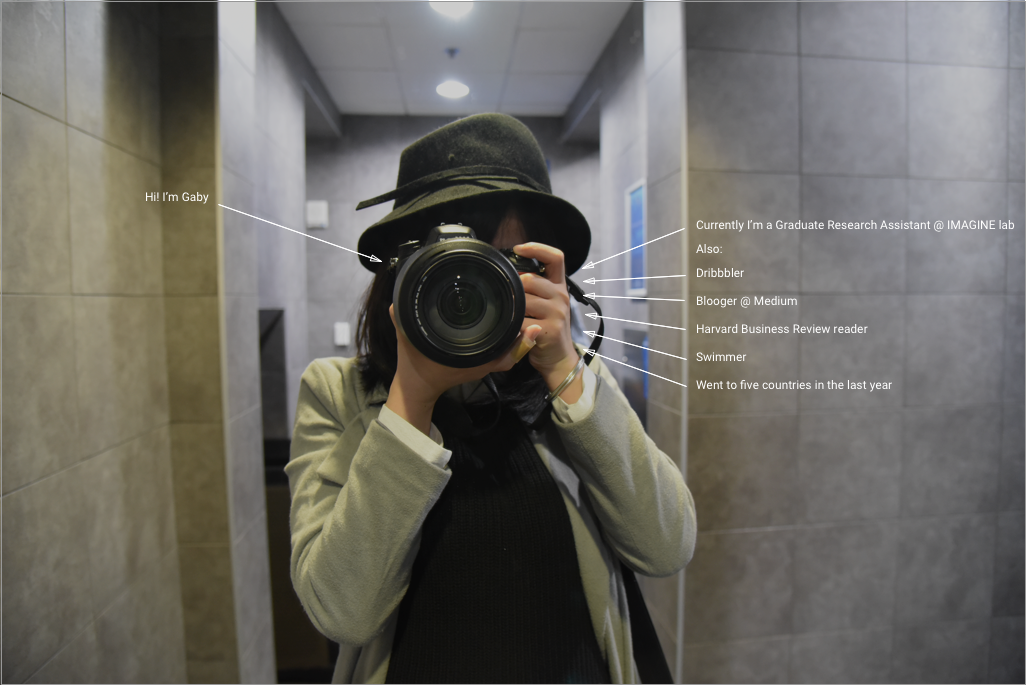 Hi! I'm Gaby
Currently I'm a Graduate Research Assistant @ IMAGINE lab
Also:
Dribbbler
Blooger @ Medium
Harvard Business Review reader
Swimmer
Went to five countries in the last year